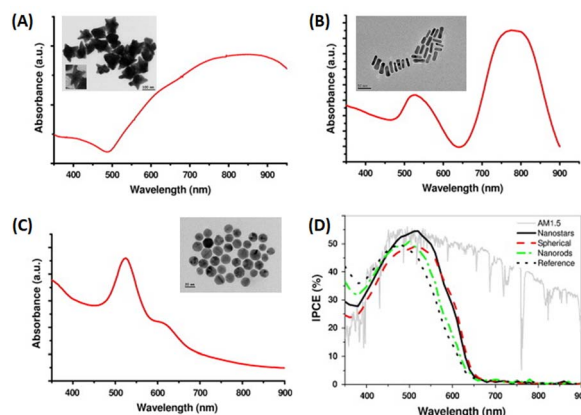 (A)
Absorbance (a.u.)
400 500 600 700 800 900
Wavelength (nm)
(B)
Absorbance (a.u.)
400 500 600 700 800 900
Wavelength (nm)
(C)
Absorbance (a.u.)
400 500 600 700 800 900
Wavelength (nm)
(D)
AM1.5
Nanostars
Spherical
Nanorods
Reference
IPCE (%)
60
50
40
30
20
10
0
400 500 600 700 800 900
Wavelength (nm)